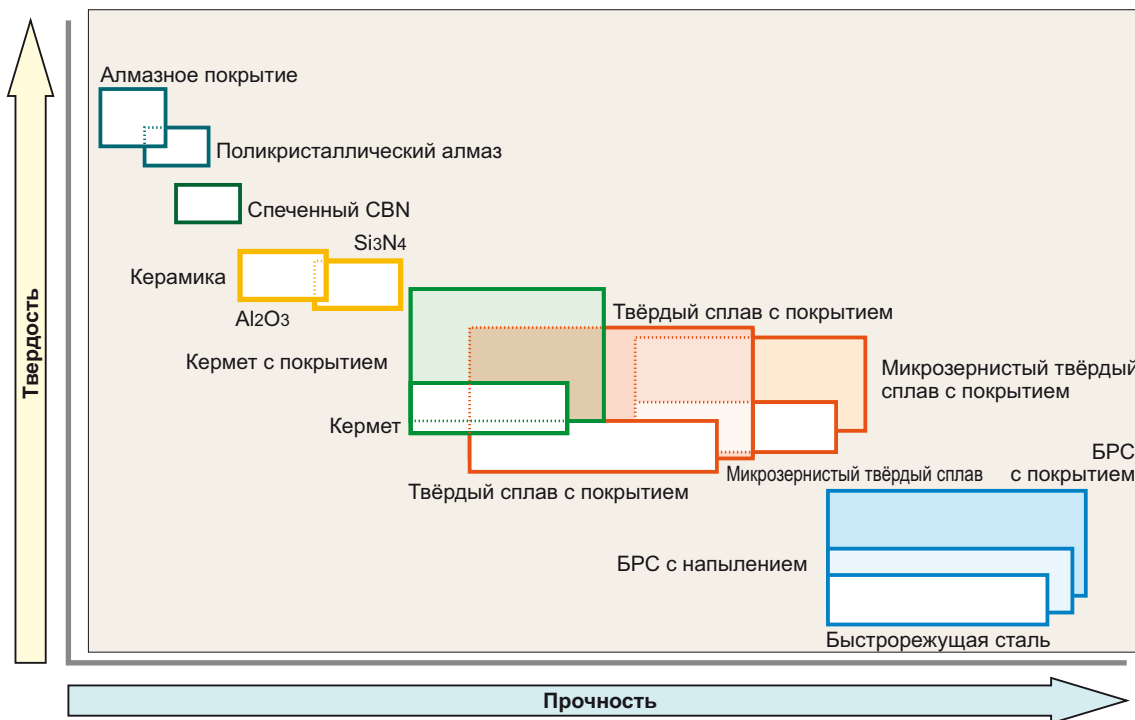 Алмазное покрытие
Поликристаллический алмаз
Спеченный CBN
Si3N4
Керамика
Al2O3
Твёрдый сплав с покрытием
Кермет с покрытием
Микрозернистый твёрдый
сплав с покрытием
Кермет
БРС
с покрытием
Микрозернистый твёрдый сплав
Твёрдый сплав с покрытием
БРС с напылением
Быстрорежущая сталь
Твердость
Прочность